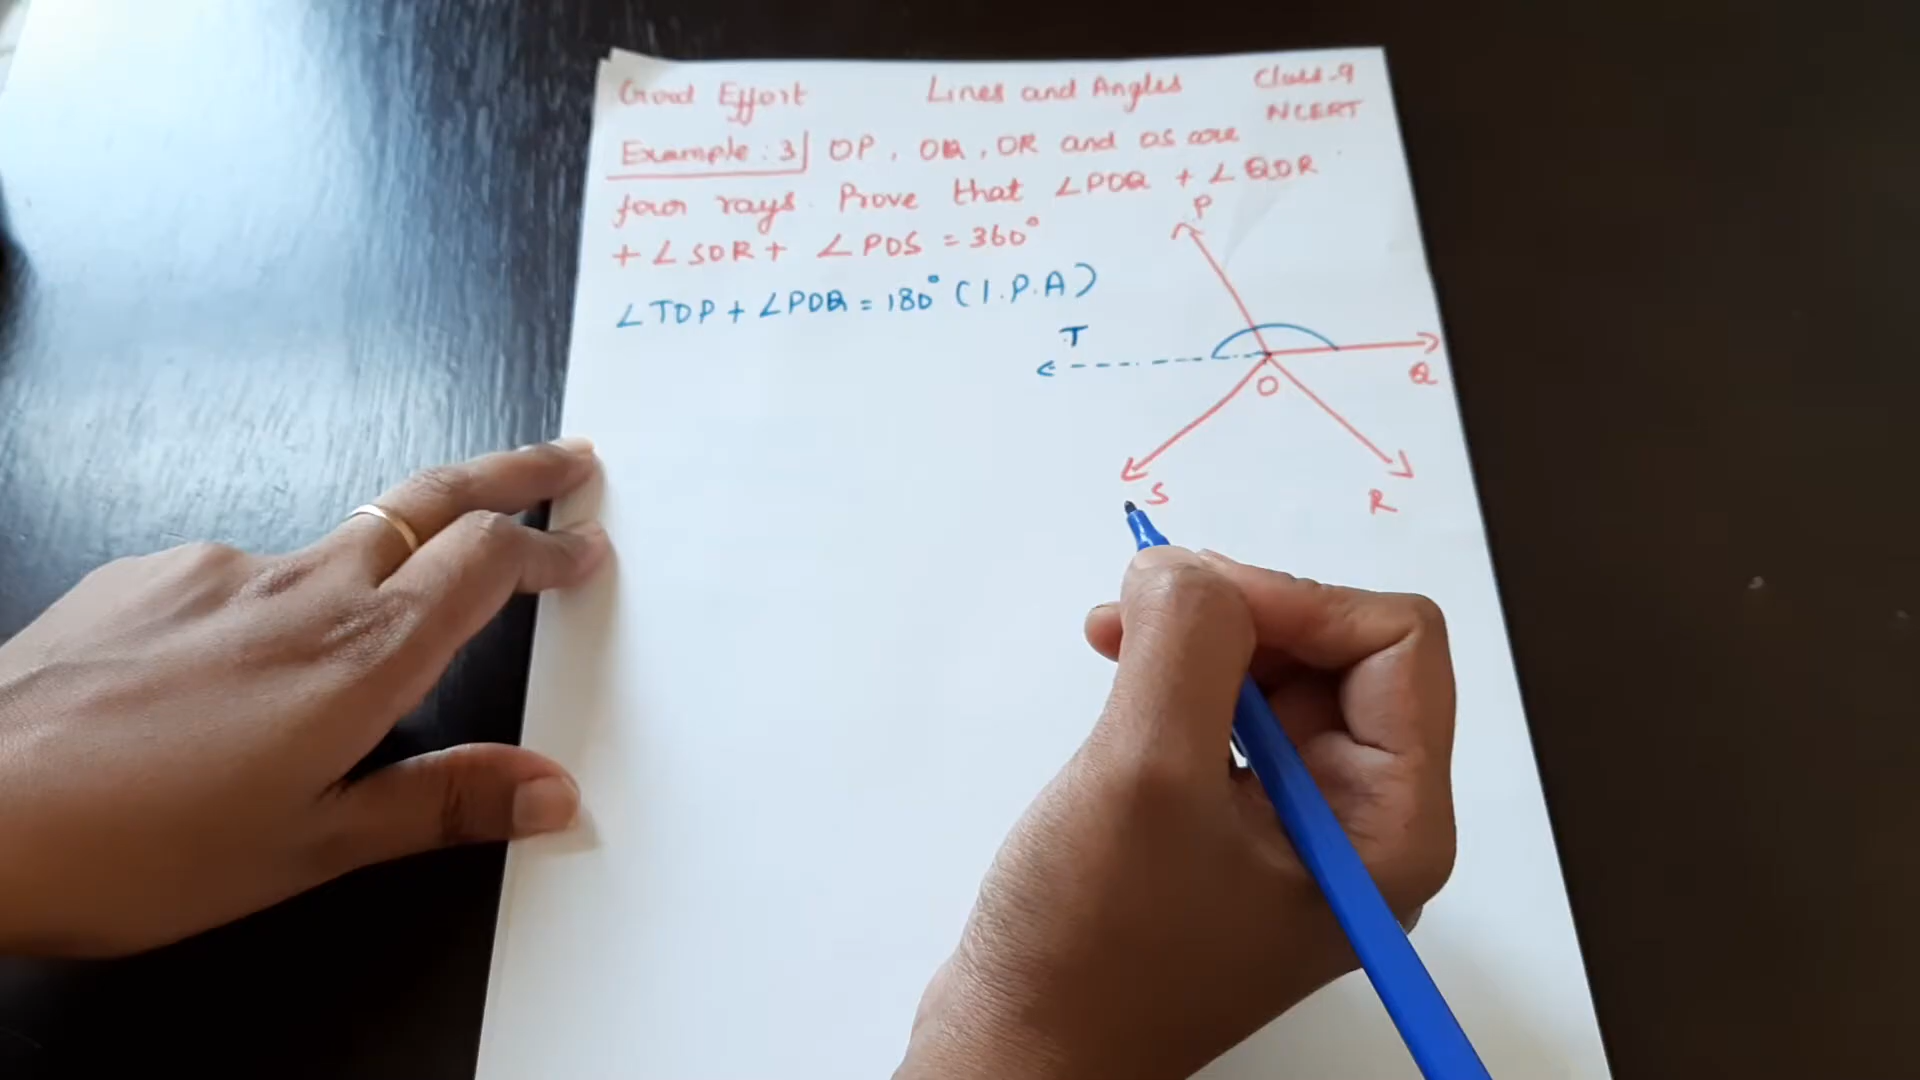 Good Effort Lines and Angles Class-9
NCERT
Example : 3 OP, OQ, OR and OS are
four rays. Prove that ∠POQ + ∠QOR
+ ∠SOR + ∠POS = 360°
∠TOP + ∠POQ = 180° (I.P.A)
P
T
Q
O
S
R